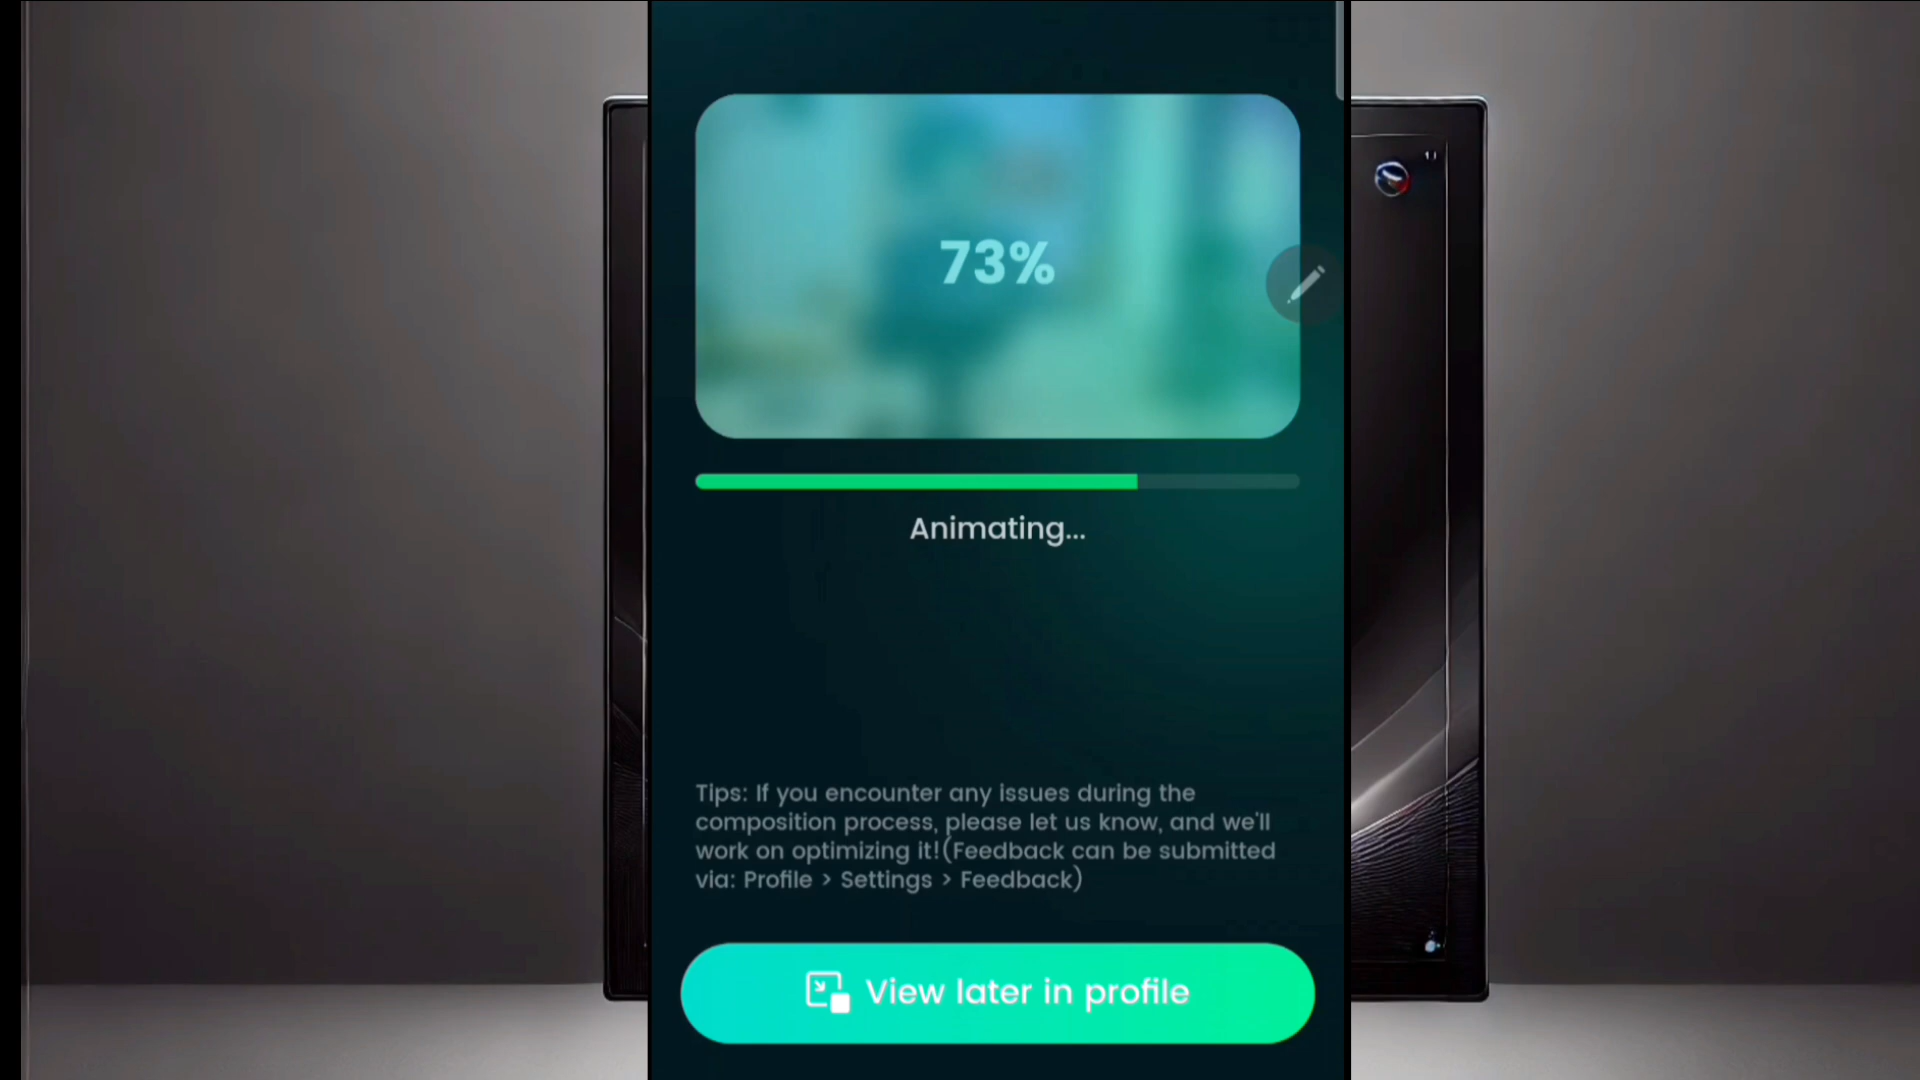 73%
Animating...
Tips: If you encounter any issues during the
composition process, please let us know, and we'll
work on optimizing it!(Feedback can be submitted
via: Profile > Settings > Feedback)
View later in profile